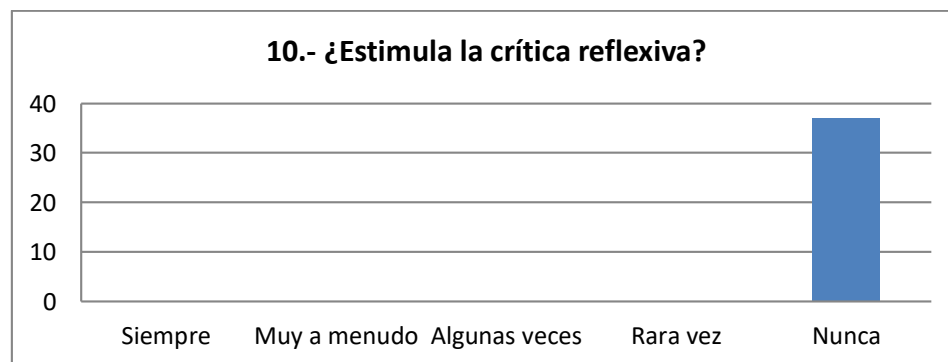 10.- ¿Estimula la crítica reflexiva?
40
30
20
10
0
Siempre Muy a menudo Algunas veces Rara vez Nunca